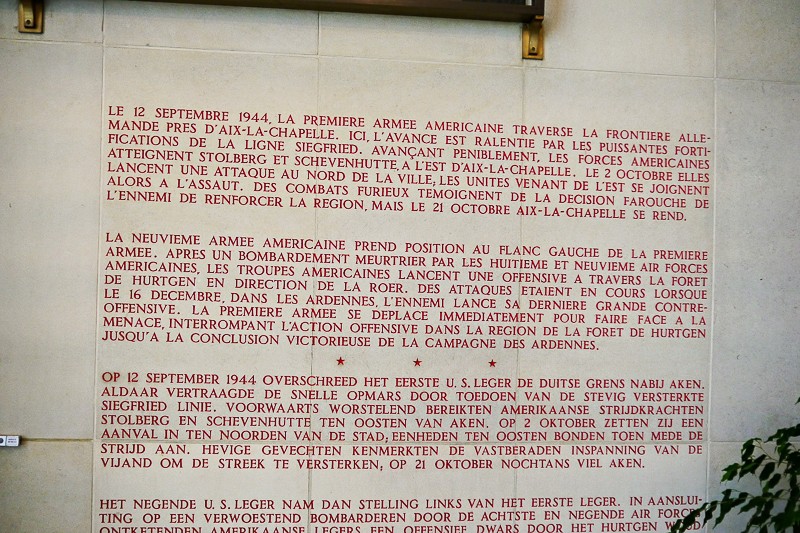 LE 12 SEPTEMBRE 1944, LA PREMIERE ARMEE AMERICAINE TRAVERSE LA FRONTIERE ALLE-
MANDE PRES D'AIX-LA-CHAPELLE. ICI, L'AVANCE EST RALENTIE PAR LES PUISSANTES FORTI-
FICATIONS DE LA LIGNE SIEGFRIED. AVANÇANT PENIBLEMENT, LES FORCES AMERICAINES
ATTEIGNENT STOLBERG ET SCHEVENHUTTE, A L'EST D'AIX-LA-CHAPELLE. LE 2 OCTOBRE ELLES
LANCENT UNE ATTAQUE AU NORD DE LA VILLE; LES UNITES VENANT DE L'EST SE JOIGNENT
ALORS A L'ASSAUT. DES COMBATS FURIEUX TEMOIGNENT DE LA DECISION FAROUCHE DE
L'ENNEMI DE RENFORCER LA REGION, MAIS LE 21 OCTOBRE AIX-LA-CHAPELLE SE REND.
LA NEUVIEME ARMEE AMERICAINE PREND POSITION AU FLANC GAUCHE DE LA PREMIERE
ARMEE. APRES UN BOMBARDEMENT MEURTRIER PAR LES HUITIEME ET NEUVIEME AIR FORCES
AMERICAINES, LES TROUPES AMERICAINES LANCENT UNE OFFENSIVE A TRAVERS LA FORET
DE HURTGEN EN DIRECTION DE LA ROER. DES ATTAQUES ETAIENT EN COURS LORSQUE
LE 16 DECEMBRE, DANS LES ARDENNES, L'ENNEMI LANCE SA DERNIERE GRANDE CONTRE-
OFFENSIVE. LA PREMIERE ARMEE SE DEPLACE IMMEDIATEMENT POUR FAIRE FACE A LA
MENACE, INTERROMPANT L'ACTION OFFENSIVE DANS LA REGION DE LA FORET DE HURTGEN
JUSQU'A LA CONCLUSION VICTORIEUSE DE LA CAMPAGNE DES ARDENNES.
OP 12 SEPTEMBER 1944 OVERSCHREED HET EERSTE U.S. LEGER DE DUITSE GRENS NABIJ AKEN.
ALDAAR VERTRAAGDE DE SNELLE OPMARS DOOR TOEDOEN VAN DE STEVIG VERSTERKTE
SIEGFRIED LINIE. VOORWAARTS WORSTELEND BEREIKTEN AMERIKAANSE STRIJDKRACHTEN
STOLBERG EN SCHEVENHUTTE TEN OOSTEN VAN AKEN. OP 2 OKTOBER ZETTEN ZIJ EEN
AANVAL IN TEN NOORDEN VAN DE STAD; EENHEDEN TEN OOSTEN BONDEN TOEN MEDE DE
STRIJD AAN. HEVIGE GEVECHTEN KENMERKTEN DE VASTBERADEN INSPANNING VAN DE
VIJAND OM DE STREEK TE VERSTERKEN; OP 21 OKTOBER NOCHTANS VIEL AKEN.
HET NEGENDE U.S. LEGER NAM DAN STELLING LINKS VAN HET EERSTE LEGER. IN AANSLUI-
TING OP EEN VERWOESTEND BOMBARDEREN DOOR DE ACHTSTE EN NEGENDE AIR FORCE
ONTKETENDEN AMERIKAANSE LEGERS EEN OFFENSIEF DWARS DOOR HET HURTGEN WOUD